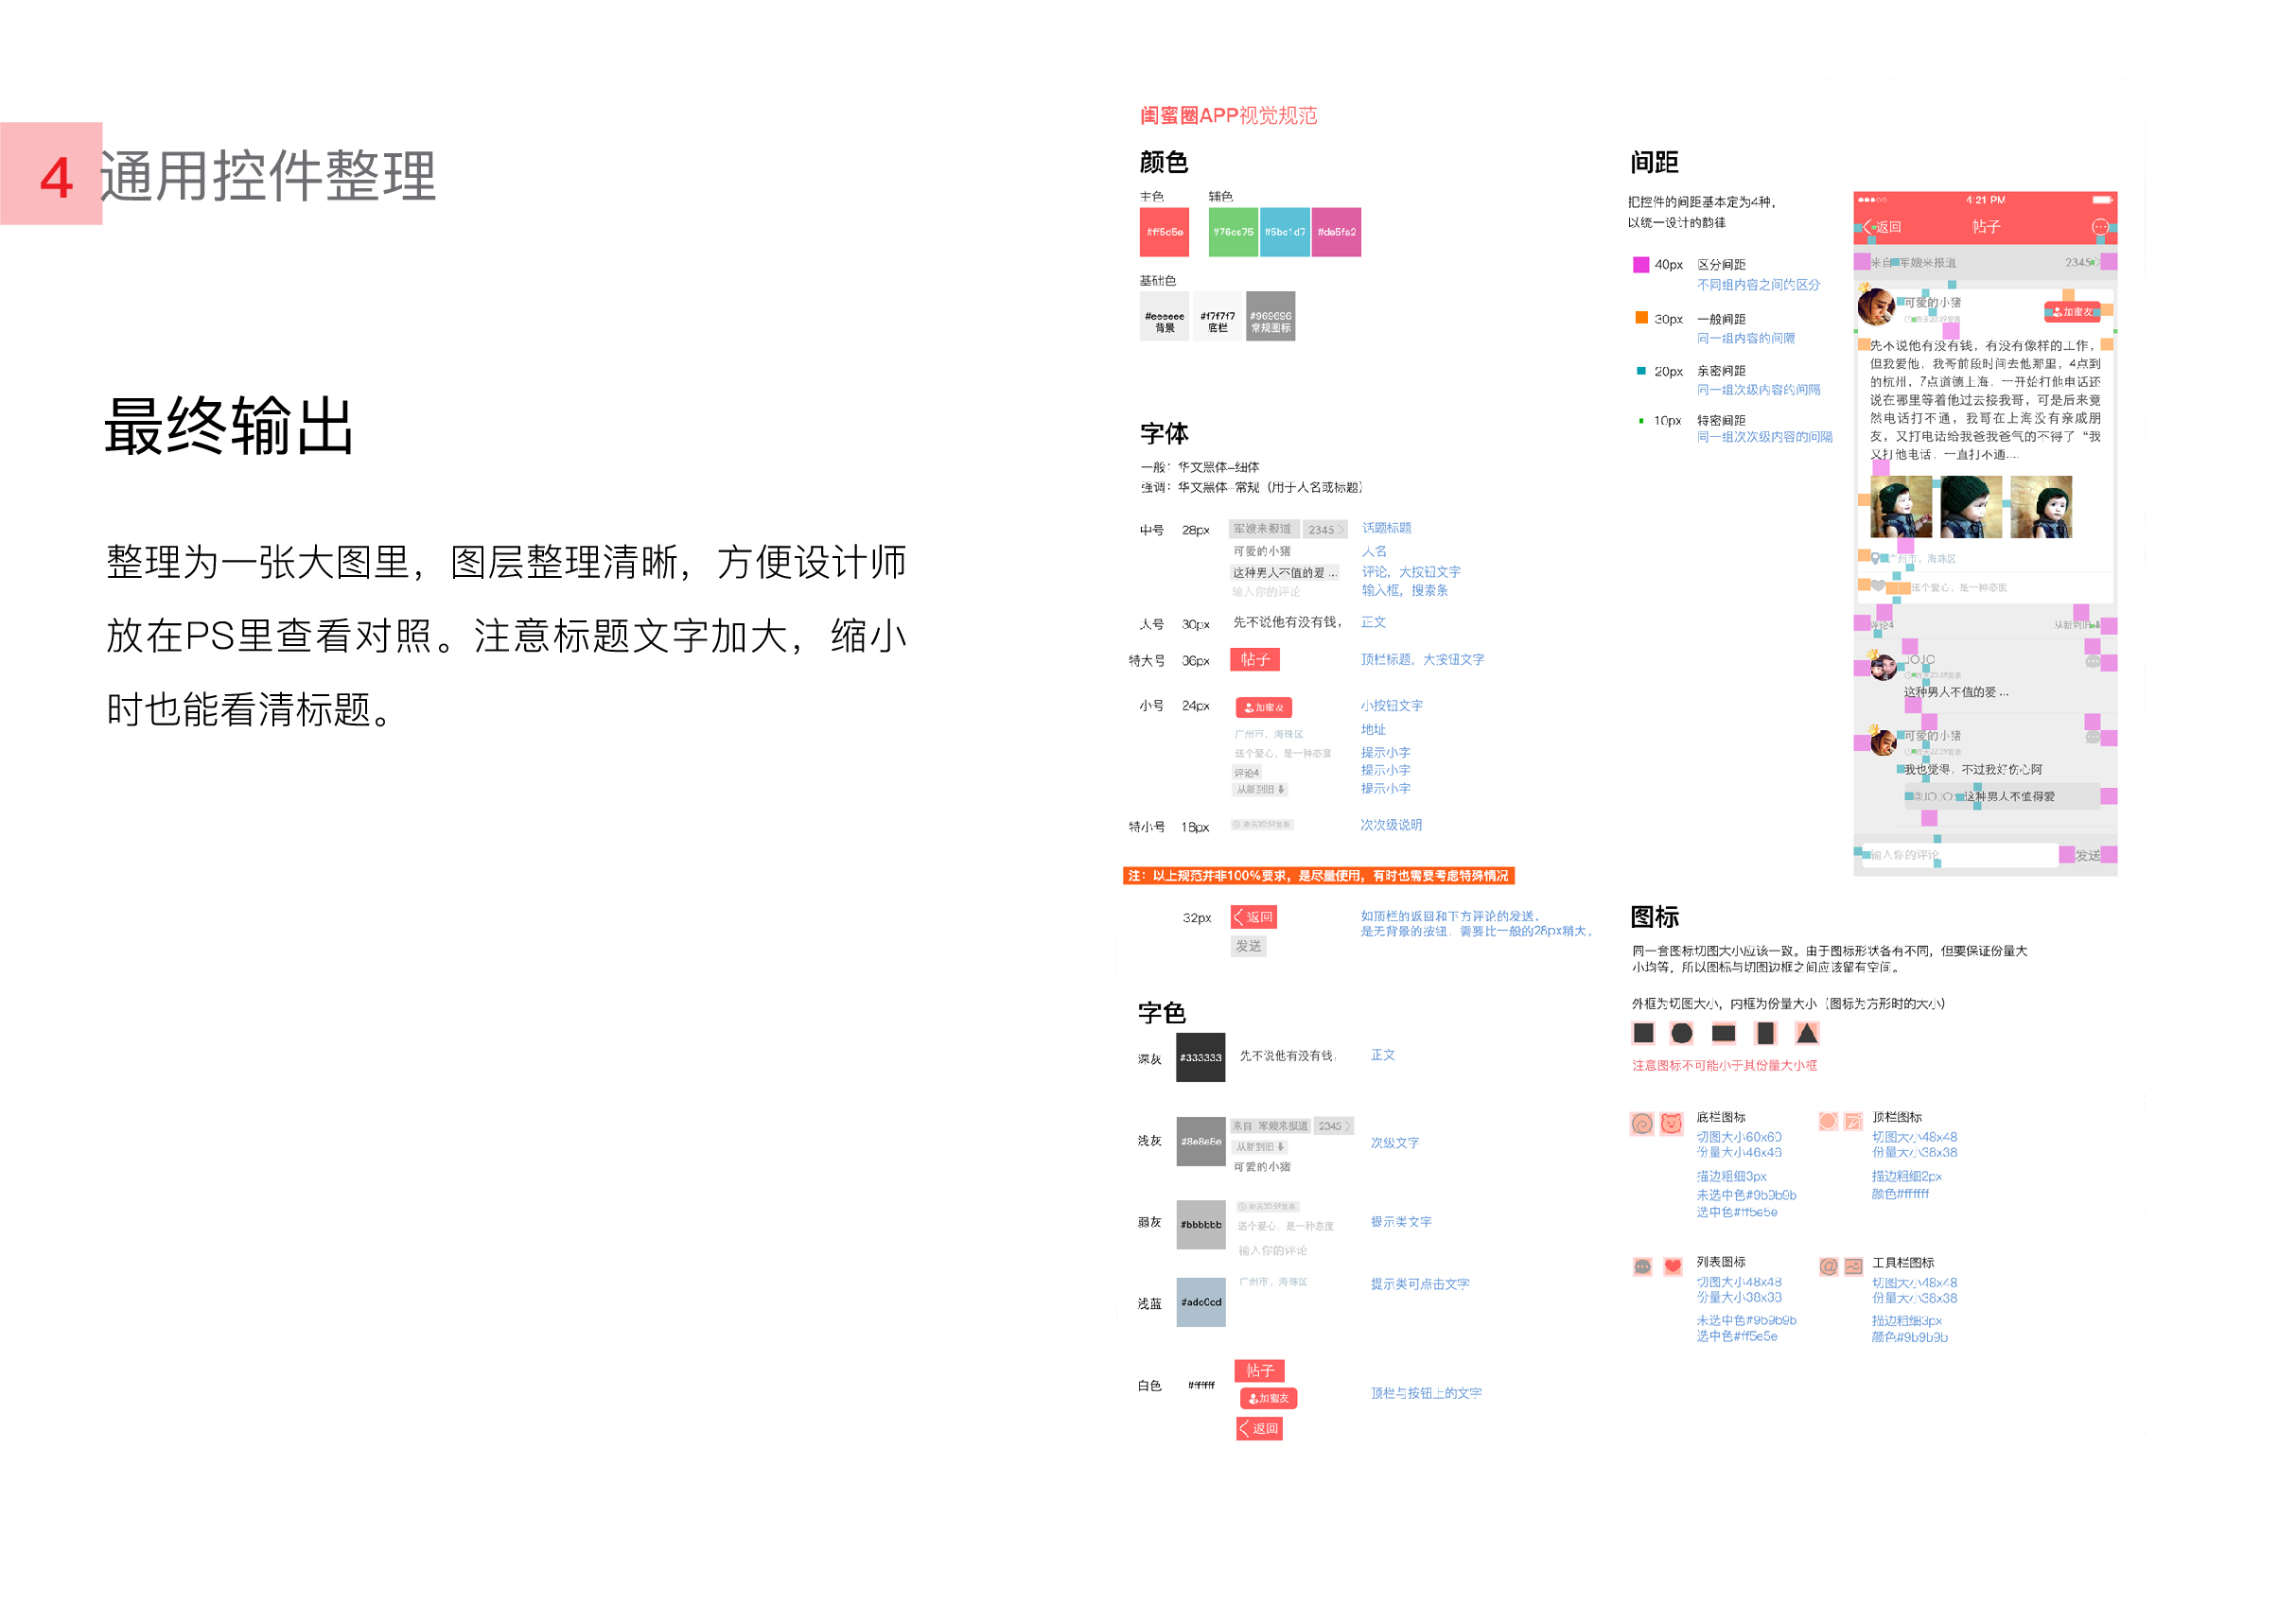 4 通用控件整理
最终输出
整理为一张大图里，图层整理清晰，方便设计师
放在PS里查看对照。注意标题文字加大，缩小
时也能看清标题。
闺蜜圈APP视觉规范
颜色
主色 辅色
#ff5d5e #76cs75 #5bc1d7 #de5fa2
基础色
#eeeeee #f7f7f7 #969696
背景 底栏 常规图标
字体
一般：华文黑体–细体
强调：华文黑体–常规（用于人名或标题）
中号 28px 军嫂来报道 2345 话题标题
可爱的小猪 人名
这种男人不值的爱 ... 评论，大按钮文字
输入你的评论 输入框，搜索条
大号 30px 先不说他有没有钱， 正文
特大号 36px 帖子 顶栏标题，大按钮文字
小号 24px 加蜜友 小按钮文字
广州市，海珠区 地址
送个爱心，是一种态度 提示小字
评论4 提示小字
从新到旧 提示小字
特小号 18px 昨天20:59发表 次次级说明
注：以上规范并非100%要求，是尽量使用，有时也需要考虑特殊情况
32px 返回 如顶栏的返回和下方评论的发送，
发送 是无背景的按钮，需要比一般的28px稍大，
字色
深灰 #333333 先不说他有没有钱， 正文
浅灰 #8e8e8e 来自 军嫂来报道 2345 次级文字
从新到旧
可爱的小猪
弱灰 #bbbbbb 昨天20:59发表 提示类文字
送个爱心，是一种态度
输入你的评论
浅蓝 #adc0cd 广州市，海珠区 提示类可点击文字
白色 #ffffff 帖子 顶栏与按钮上的文字
加蜜友
返回
间距
把控件的间距基本定为4种，
以统一设计的韵律
40px 区分间距
不同组内容之间的区分
30px 一般间距
同一组内容的间隔
20px 亲密间距
同一组次级内容的间隔
10px 特密间距
同一组次次级内容的间隔
4:21 PM
返回 帖子
来自 军嫂来报道 2345
可爱的小猪
昨天20:59发表 加蜜友
先不说他有没有钱，有没有像样的工作，
但我爱他，我哥前段时间去他那里，4点到
的杭州，7点道德上海，一开始打他电话还
说在哪里等着他过去接我哥，可是后来竟
然电话打不通，我哥在上海没有亲戚朋
友，又打电话给我爸我爸气的不得了“我
又打他电话，一直打不通....
广州市，海珠区
送个爱心，是一种态度
评论4 从新到旧
JOJO
昨天20:59发表
这种男人不值的爱 ...
可爱的小猪
我也觉得，不过我好伤心阿
@JOJO：这种男人不值得爱
输入你的评论 发送
图标
同一套图标切图大小应该一致。由于图标形状各有不同，但要保证份量大
小均等，所以图标与切图边框之间应该留有空间。
外框为切图大小，内框为份量大小（图标为方形时的大小）
注意图标不可能小于其份量大小框
底栏图标 顶栏图标
切图大小60x60 切图大小48x48
份量大小46x46 份量大小38x38
描边粗细3px 描边粗细2px
未选中色#9b9b9b 颜色#ffffff
选中色#ff5e5e
列表图标 工具栏图标
切图大小48x48 切图大小48x48
份量大小38x38 份量大小38x38
未选中色#9b9b9b 描边粗细3px
选中色#ff5e5e 颜色#9b9b9b